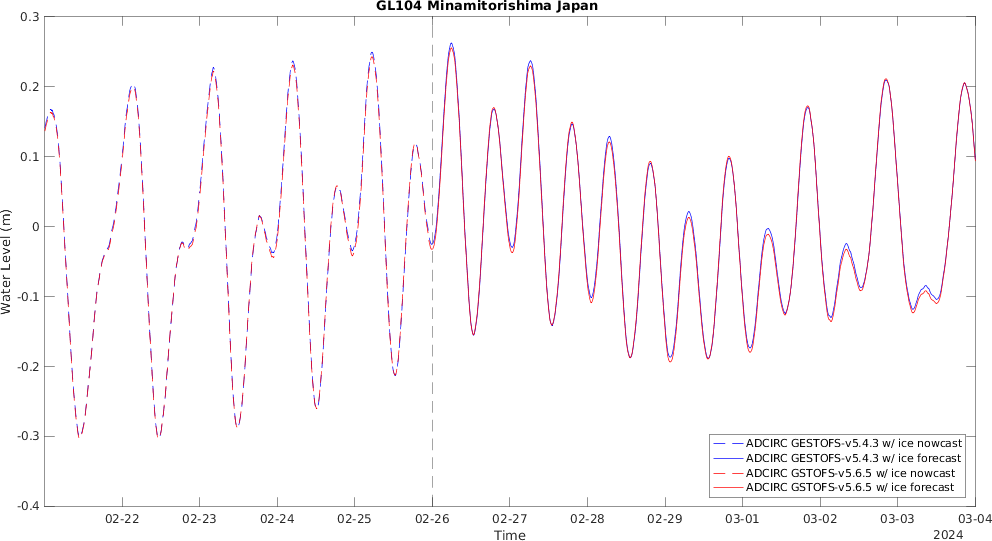 GL104 Minamitorishima Japan
0.3
0.2
0.1
0
-0.1
-0.2
-0.3
-0.4
Water Level (m)
ADCIRC GESTOFS-v5.4.3 w/ ice nowcast
ADCIRC GESTOFS-v5.4.3 w/ ice forecast
ADCIRC GSTOFS-v5.6.5 w/ ice nowcast
ADCIRC GSTOFS-v5.6.5 w/ ice forecast
02-22 02-23 02-24 02-25 02-26 02-27 02-28 02-29 03-01 03-02 03-03 03-04
Time 2024